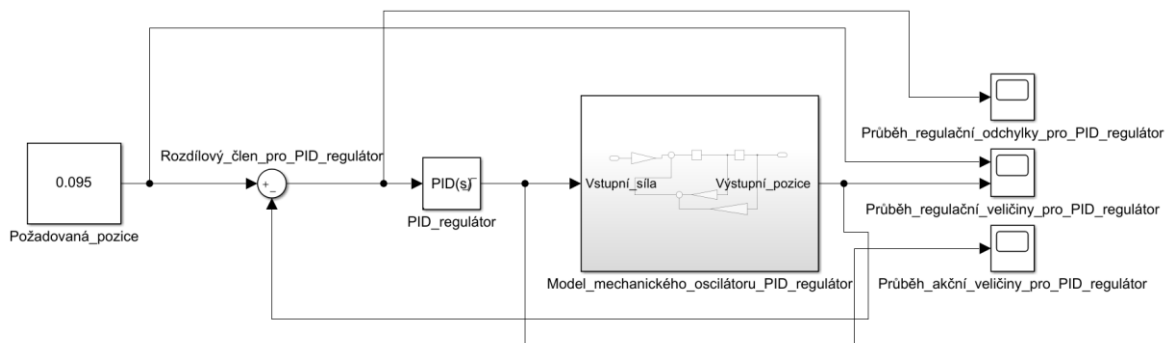 Průběh_regulační_odchylky_pro_PID_regulátor
Rozdílový_člen_pro_PID_regulátor
0.095
PID(s)
Vstupní_síla
Výstupní_pozice
Průběh_regulační_veličiny_pro_PID_regulátor
PID_regulátor
Požadovaná_pozice
Model_mechanického_oscilátoru_PID_regulátor
Průběh_akční_veličiny_pro_PID_regulátor